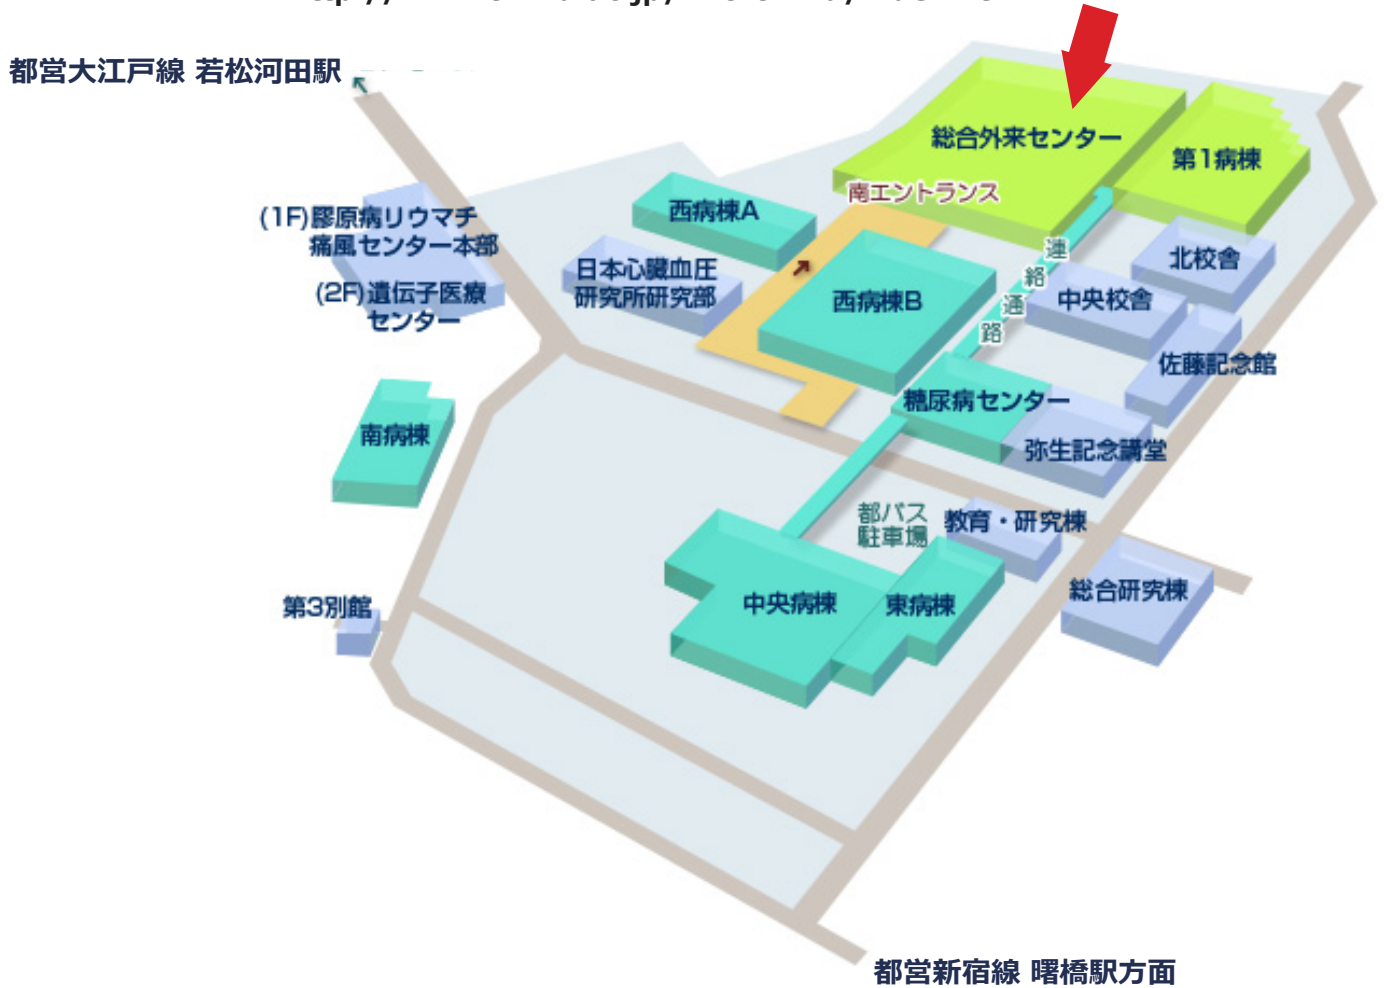 都営大江戸線 若松河田駅
総合外来センター
第1病棟
南エントランス
(1F)膠原病リウマチ
痛風センター本部
(2F)遺伝子医療
センター
西病棟A
日本心臓血圧
研究所研究部
西病棟B
連
絡
通
路
北校舎
中央校舎
佐藤記念館
糖尿病センター
弥生記念講堂
南病棟
都バス
駐車場
教育・研究棟
総合研究棟
中央病棟
東病棟
第3別館
都営新宿線 曙橋駅方面